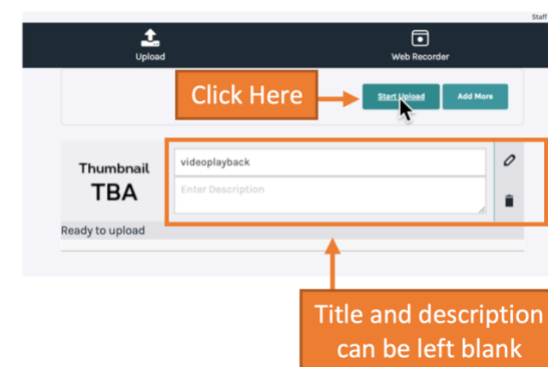 Staff
Upload
Web Recorder
Click Here
Start Upload
Add More
Thumbnail
TBA
videoplayback
Enter Description
Ready to upload
Title and description
can be left blank